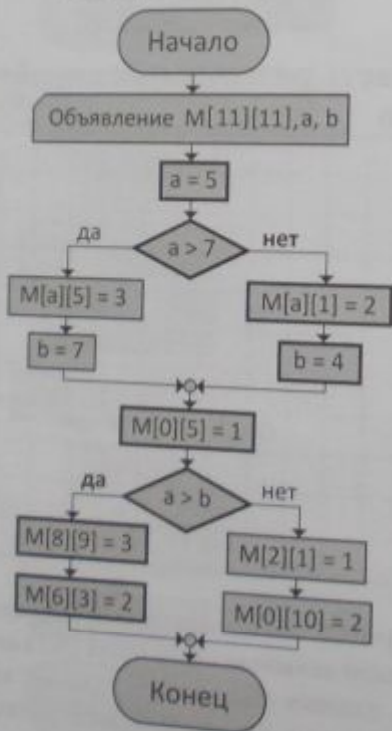 Начало
Объявление M[11][11], a, b
a = 5
a > 7
да
нет
M[a][5] = 3
M[a][1] = 2
b = 7
b = 4
M[0][5] = 1
a > b
да
нет
M[8][9] = 3
M[2][1] = 1
M[6][3] = 2
M[0][10] = 2
Конец